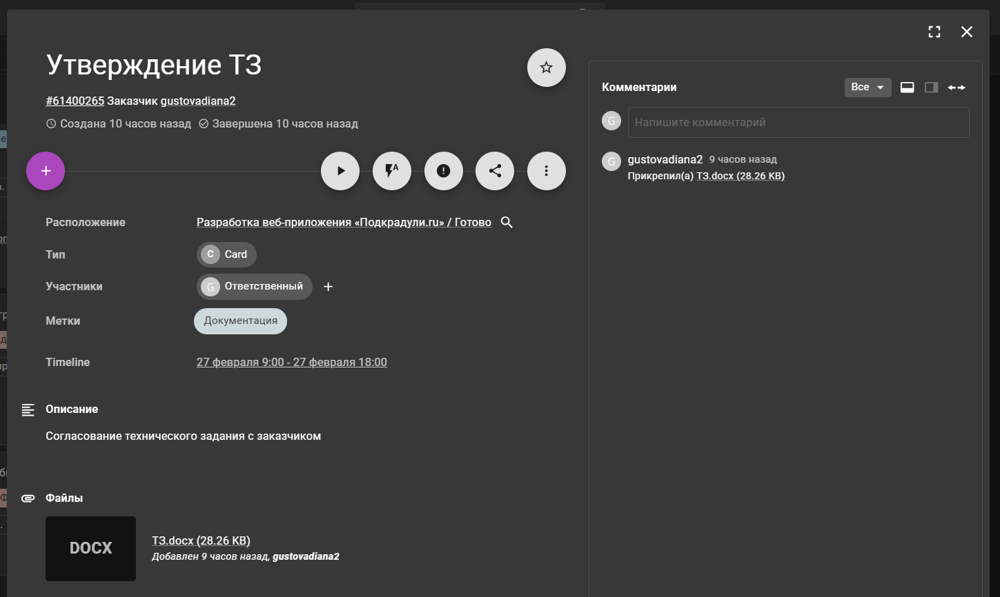 Утверждение ТЗ
#61400265 Заказчик gustovadiana2
Создана 10 часов назад Завершена 10 часов назад
Расположение Разработка веб-приложения «Подкрадули.ru» / Готово
Тип C Card
Участники G Ответственный
Метки Документация
Timeline 27 февраля 9:00 - 27 февраля 18:00
Описание
Согласование технического задания с заказчиком
Файлы
DOCX
ТЗ.docx (28.26 KB)
Добавлен 9 часов назад, gustovadiana2
Комментарии Все
G Напишите комментарий
G gustovadiana2 9 часов назад
Прикрепил(а) ТЗ.docx (28.26 KB)